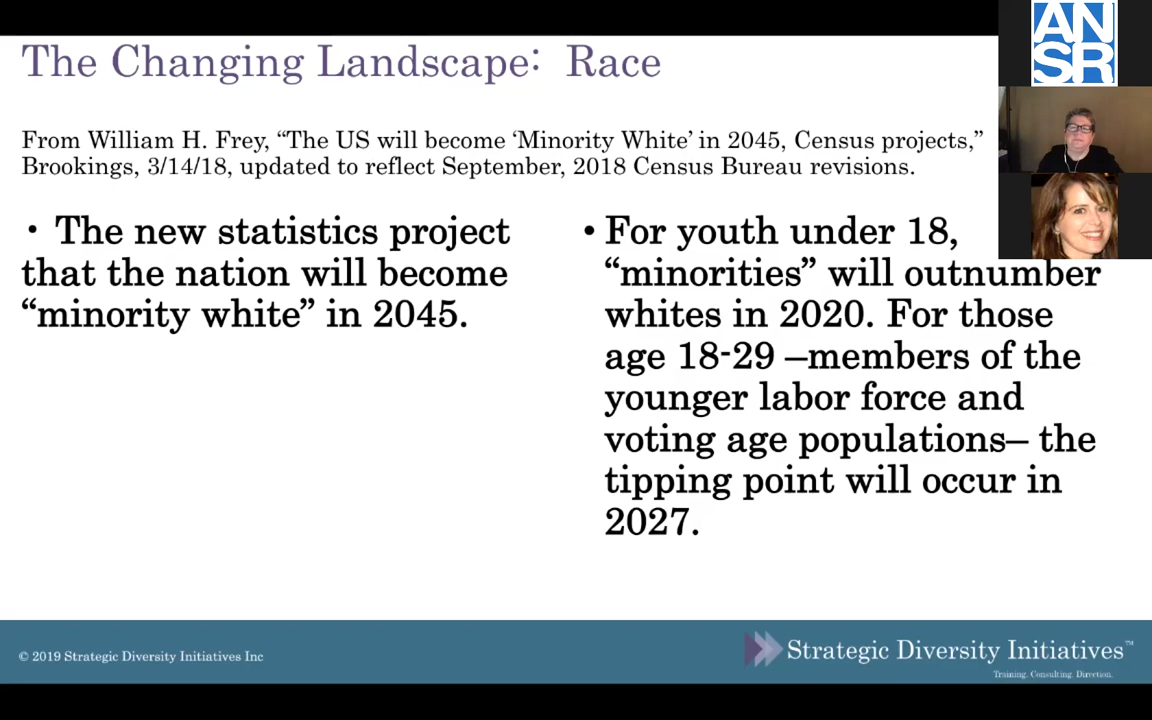 The Changing Landscape: Race
From William H. Frey, “The US will become ‘Minority White’ in 2045, Census projects,”
Brookings, 3/14/18, updated to reflect September, 2018 Census Bureau revisions.
• The new statistics project
that the nation will become
“minority white” in 2045.
• For youth under 18,
“minorities” will outnumber
whites in 2020. For those
age 18-29 –members of the
younger labor force and
voting age populations– the
tipping point will occur in
2027.
AN
SR
© 2019 Strategic Diversity Initiatives Inc
Strategic Diversity Initiatives™
Training. Consulting. Direction.